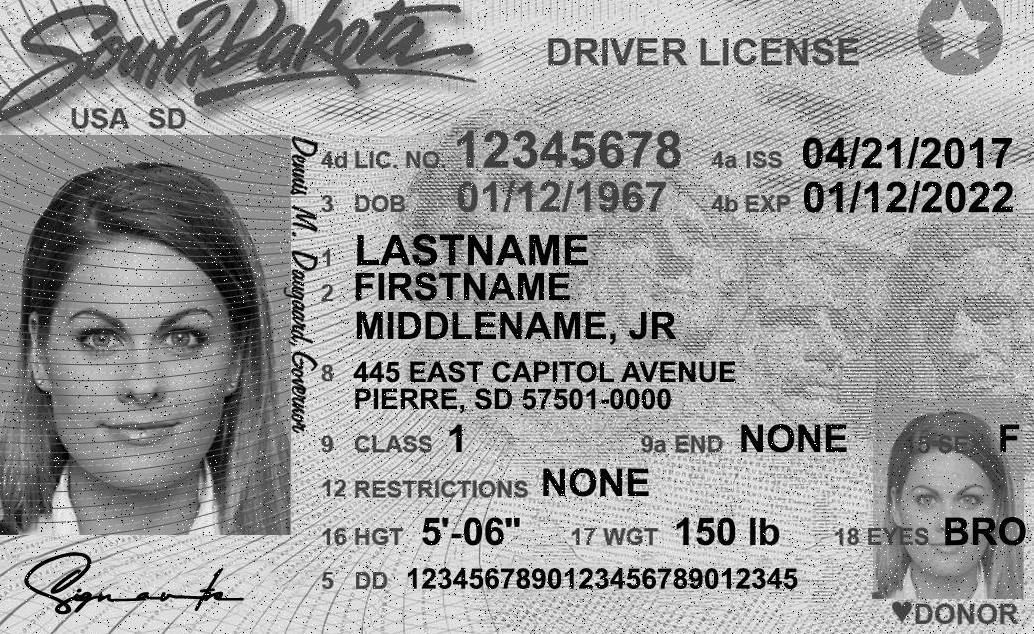 South Dakota
DRIVER LICENSE
USA SD
Dennis M. Daugaard, Governor
4d LIC. NO. 12345678 4a ISS 04/21/2017
3 DOB 01/12/1967 4b EXP 01/12/2022
1 LASTNAME
2 FIRSTNAME
MIDDLENAME, JR
8 445 EAST CAPITOL AVENUE
PIERRE, SD 57501-0000
9 CLASS 1 9a END NONE 15 SEX F
12 RESTRICTIONS NONE
16 HGT 5'-06" 17 WGT 150 lb 18 EYES BRO
5 DD 1234567890123456789012345
Signautx
♥DONOR